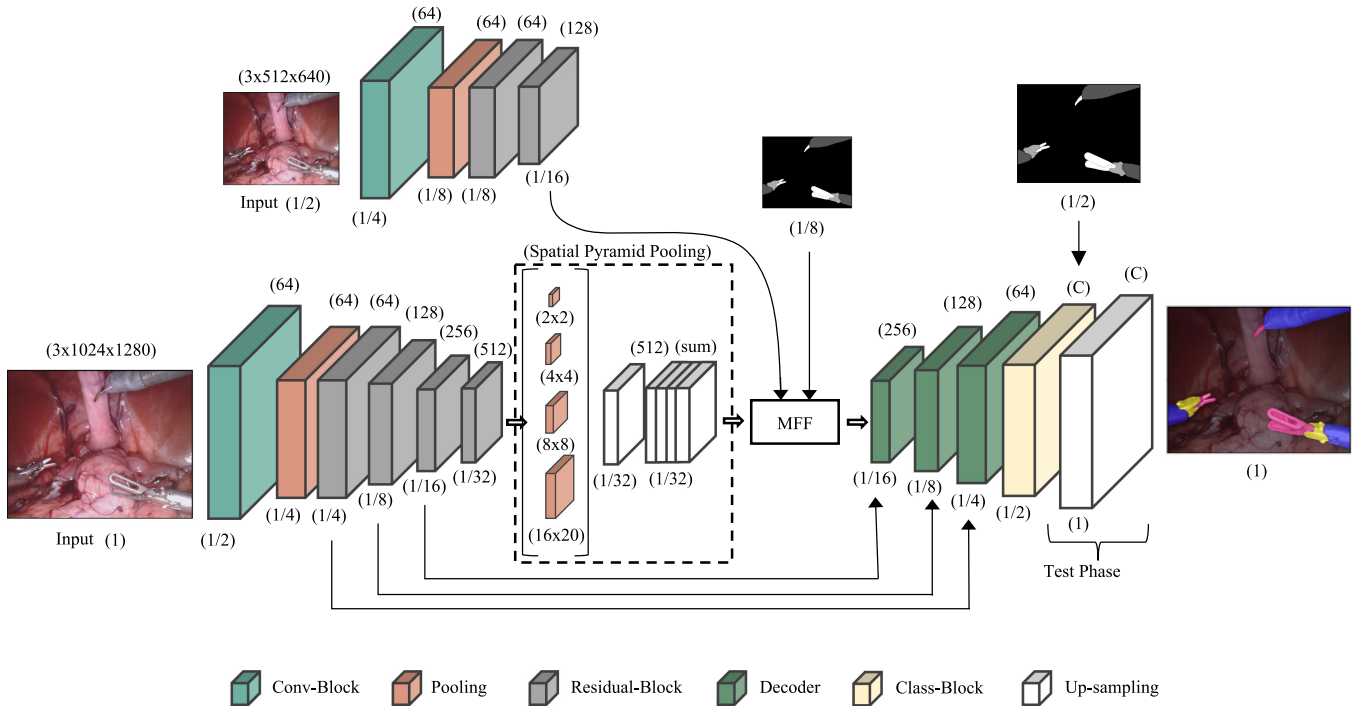 (64)
(64) (64)
(128)
(3x512x640)
Input (1/2)
(1/4)
(1/8) (1/8)
(1/16)
(1/8)
(1/2)
(Spatial Pyramid Pooling)
(3x1024x1280)
Input (1)
(64)
(64) (64)
(128)
(256)
(512)
(1/2)
(1/4) (1/4)
(1/8)
(1/16)
(1/32)
(2x2)
(4x4)
(8x8)
(16x20)
(512) (sum)
(1/32) (1/32)
MFF
(256)
(128)
(64)
(C)
(C)
(1/16)
(1/8)
(1/4)
(1/2)
(1)
(1)
Test Phase
Conv-Block Pooling Residual-Block Decoder Class-Block Up-sampling